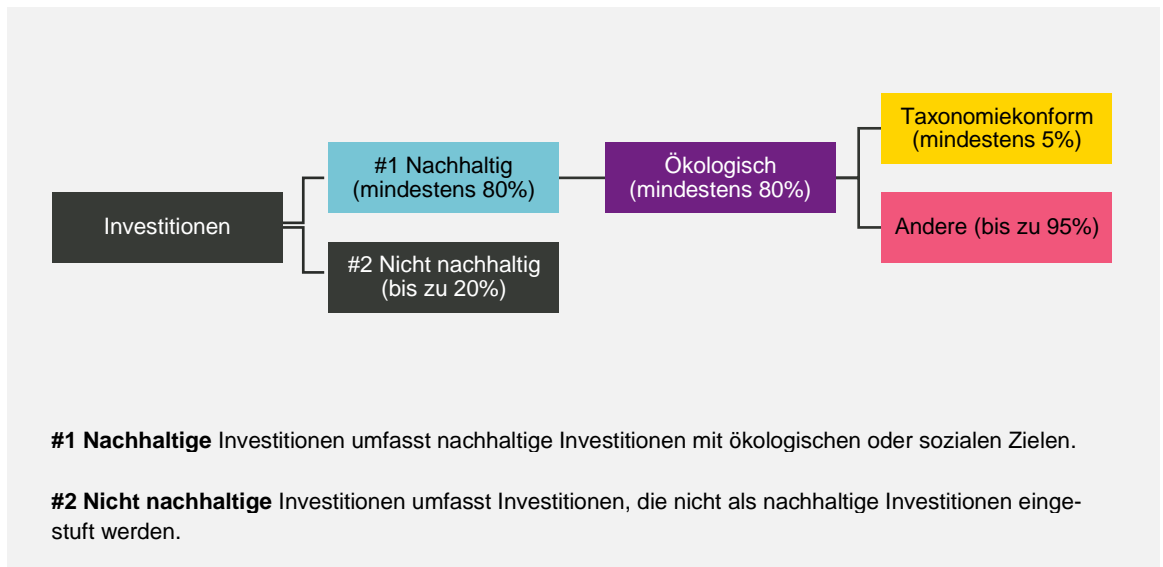 Investitionen
#1 Nachhaltig
(mindestens 80%)
#2 Nicht nachhaltig
(bis zu 20%)
Ökologisch
(mindestens 80%)
Taxonomiekonform
(mindestens 5%)
Andere (bis zu 95%)
#1 Nachhaltige Investitionen umfasst nachhaltige Investitionen mit ökologischen oder sozialen Zielen.
#2 Nicht nachhaltige Investitionen umfasst Investitionen, die nicht als nachhaltige Investitionen einge-
stuft werden.